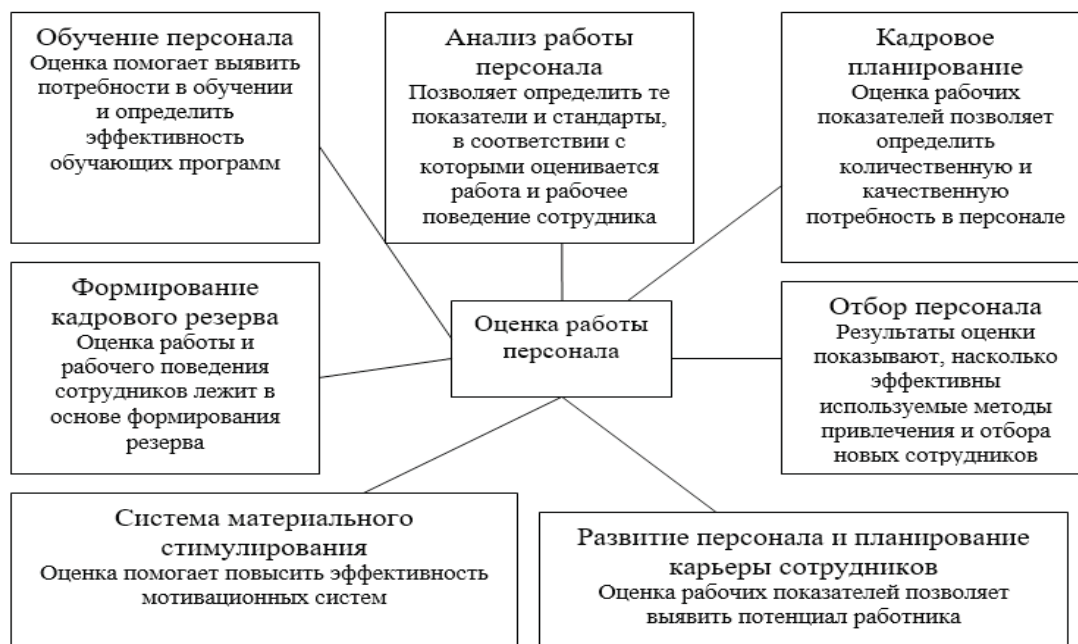 Обучение персонала
Оценка помогает выявить
потребности в обучении
и определить
эффективность
обучающих программ
Анализ работы
персонала
Позволяет определить те
показатели и стандарты,
в соответствии с
которыми оценивается
работа и рабочее
поведение сотрудника
Кадровое
планирование
Оценка рабочих
показателей позволяет
определить
количественную и
качественную
потребность в персонале
Формирование
кадрового резерва
Оценка работы и
рабочего поведения
сотрудников лежит в
основе формирования
резерва
Оценка работы
персонала
Отбор персонала
Результаты оценки
показывают, насколько
эффективны
используемые методы
привлечения и отбора
новых сотрудников
Система материального
стимулирования
Оценка помогает повысить эффективность
мотивационных систем
Развитие персонала и планирование
карьеры сотрудников
Оценка рабочих показателей позволяет
выявить потенциал работника